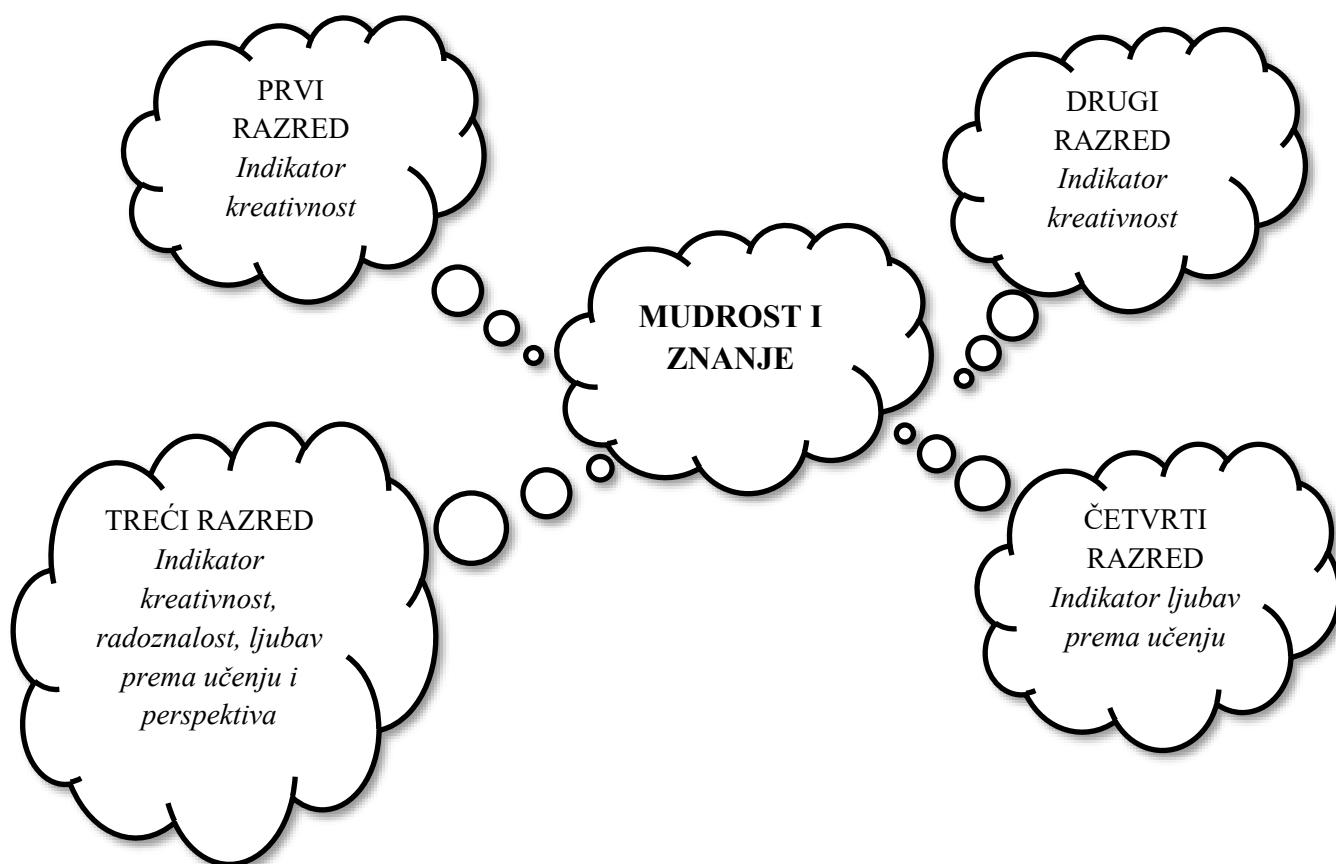 PRVI
RAZRED
Indikator
kreativnost
DRUGI
RAZRED
Indikator
kreativnost
MUDROST I
ZNANJE
TREĆI RAZRED
Indikator
kreativnost,
radoznalost, ljubav
prema učenju i
perspektiva
ČETVRTI
RAZRED
Indikator ljubav
prema učenju